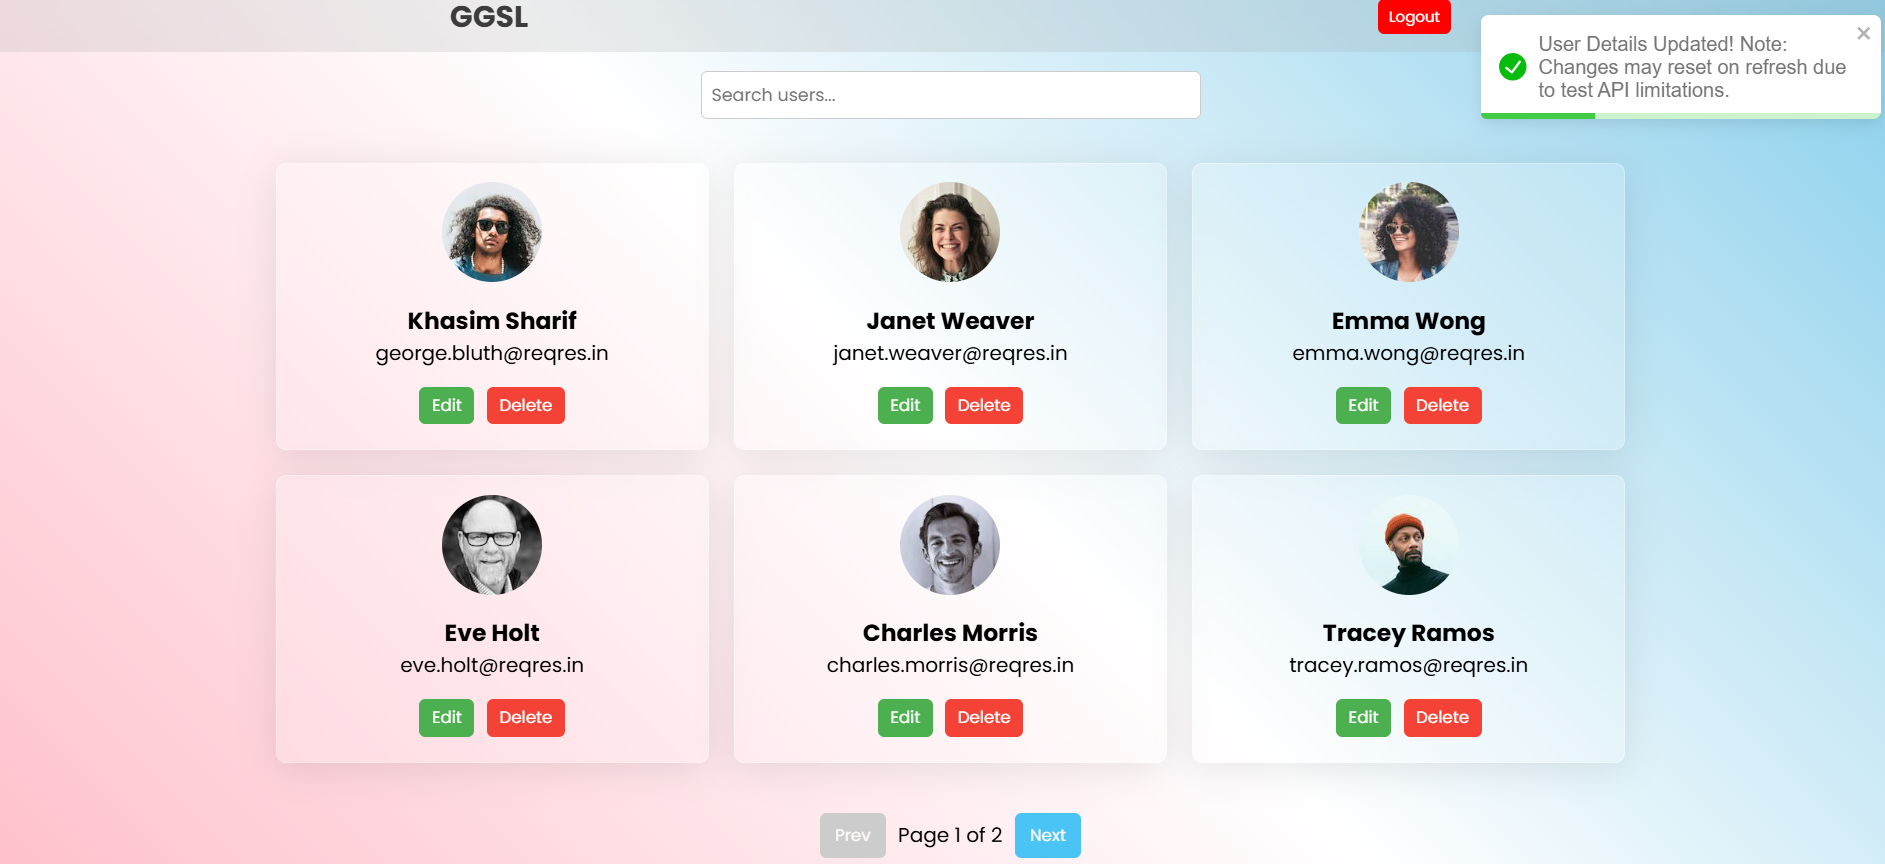 GGSL
Logout
User Details Updated! Note:
Changes may reset on refresh due
to test API limitations.
Search users...
Khasim Sharif
george.bluth@reqres.in
Edit Delete
Janet Weaver
janet.weaver@reqres.in
Edit Delete
Emma Wong
emma.wong@reqres.in
Edit Delete
Eve Holt
eve.holt@reqres.in
Edit Delete
Charles Morris
charles.morris@reqres.in
Edit Delete
Tracey Ramos
tracey.ramos@reqres.in
Edit Delete
Prev Page 1 of 2 Next